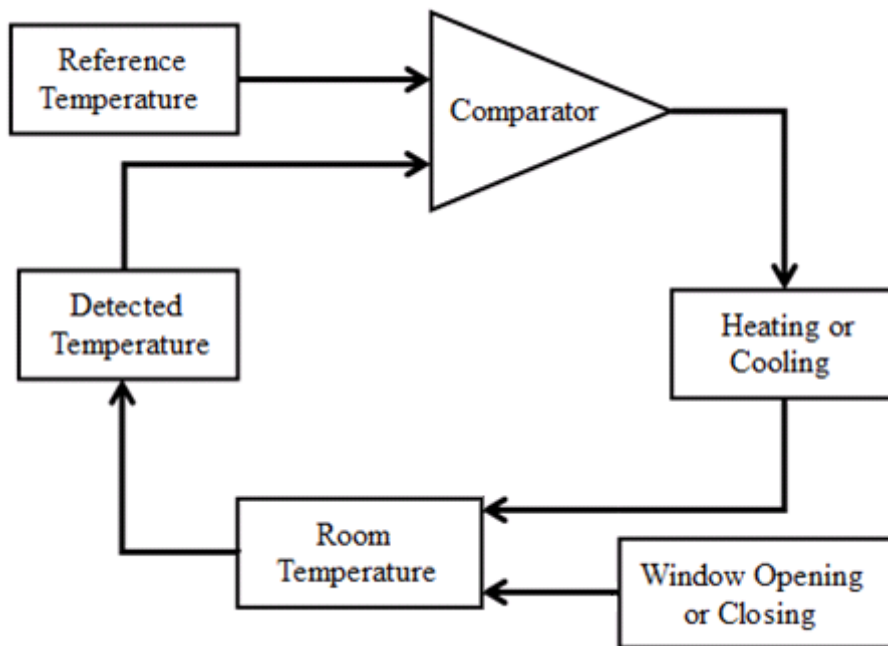 Reference
Temperature
Comparator
Detected
Temperature
Heating or
Cooling
Room
Temperature
Window Opening
or Closing